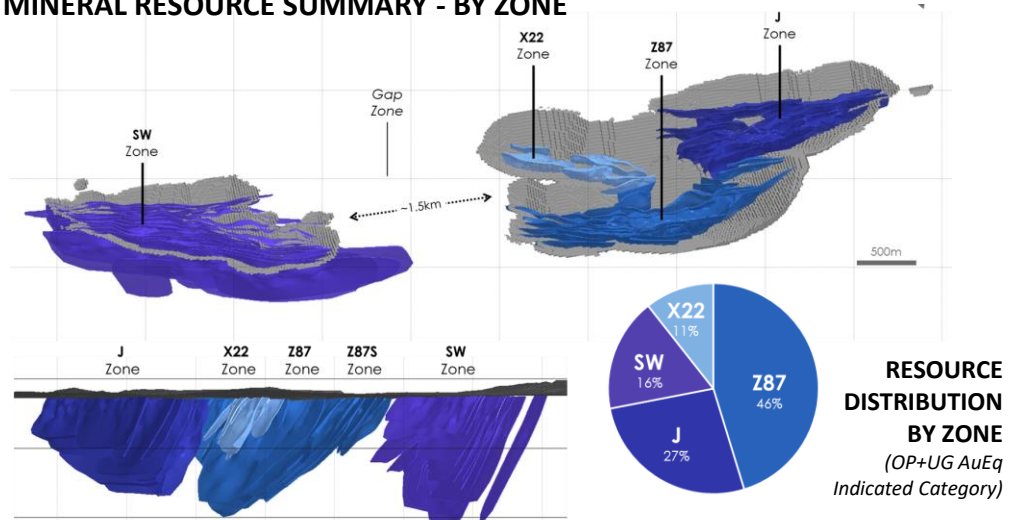 MINERAL RESOURCE SUMMARY - BY ZONE
J
Zone
X22
Zone
Z87
Zone
Gap
Zone
SW
Zone
~1.5km
500m
J
Zone
X22
Zone
Z87
Zone
Z87S
Zone
SW
Zone
X22
11%
SW
16%
Z87
46%
J
27%
RESOURCE
DISTRIBUTION
BY ZONE
(OP+UG AuEq
Indicated Category)